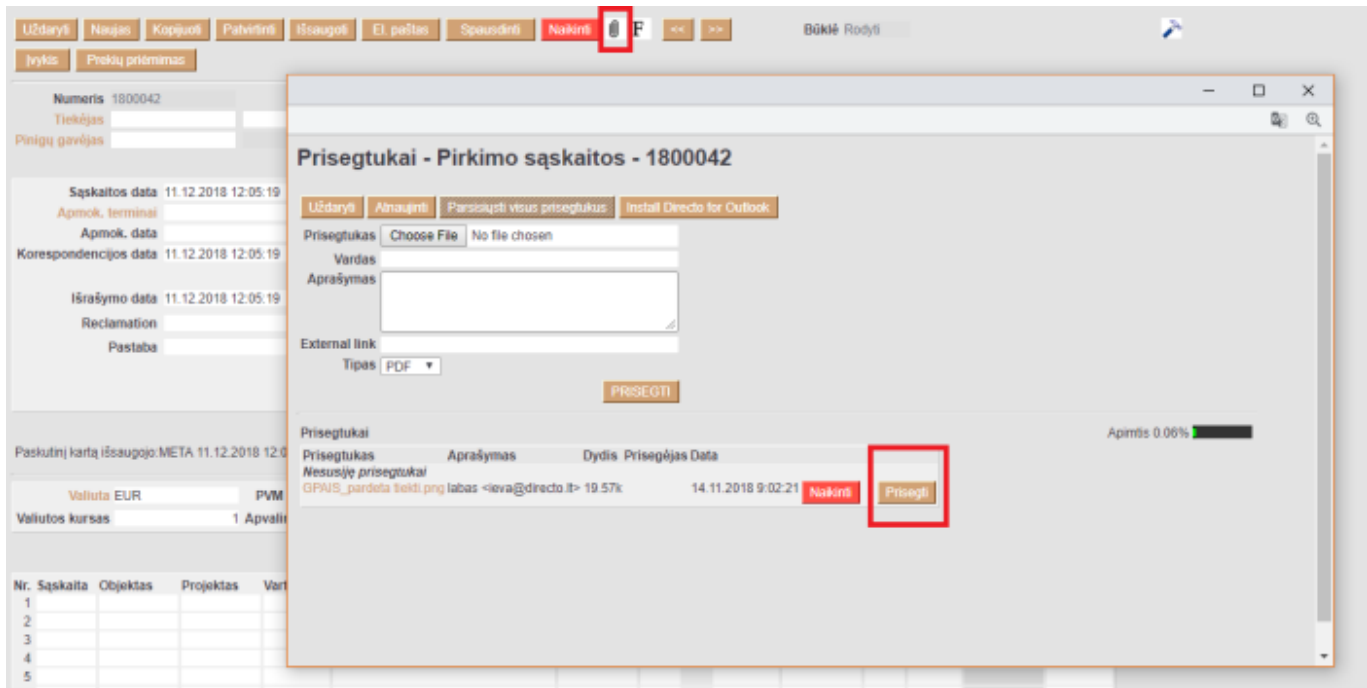 Uždaryti Naujas Kopijuoti Patvirtinti Išsaugoti El. paštas Spausdinti Naikinti F << >> Būklė Rodyti
Įvykis Prekių priėmimas
Numeris 1800042
Tiekėjas
Pinigų gavėjas
Sąskaitos data 11.12.2018 12:05:19
Apmok. terminai
Apmok. data
Korespondencijos data 11.12.2018 12:05:19
Išrašymo data 11.12.2018 12:05:19
Reclamation
Pastaba
Paskutinį kartą išsaugojo:META 11.12.2018 12:0
Valiuta EUR PVM
Valiutos kursas 1 Apvalin
Nr. Sąskaita Objektas Projektas Vart
1
2
3
4
5
Prisegtukai - Pirkimo sąskaitos - 1800042
Uždaryti Atnaujinti Parsisiųsti visus prisegtukus Install Directo for Outlook
Prisegtukas Choose File No file chosen
Vardas
Aprašymas
External link
Tipas PDF
PRISEGTI
Prisegtukai Apimtis 0.06%
Prisegtukas Aprašymas Dydis Prisegėjas Data
Nesusiję prisegtukai
GPAIS_pardeta tiekti.png labas <ieva@directo.lt> 19.57k 14.11.2018 9:02:21 Naikinti Prisegti